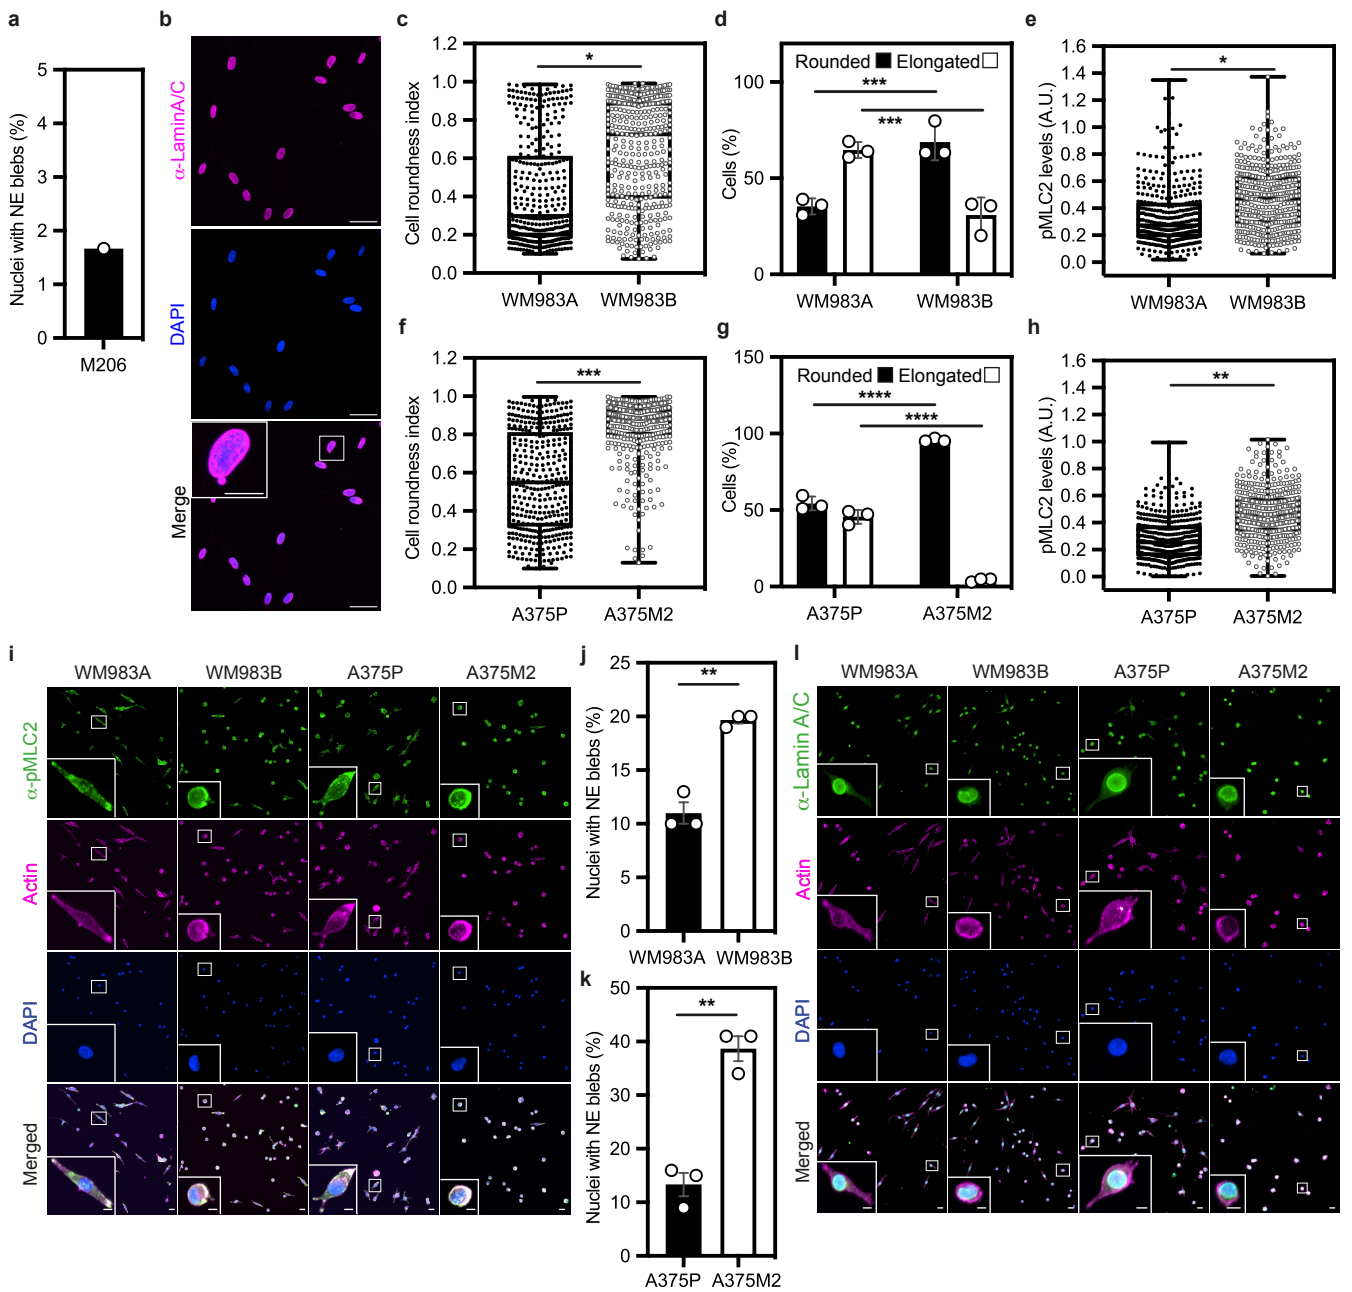 a
Nuclei with NE blebs (%)
5
4
3
2
1
0
M206
b
α-LaminA/C
DAPI
Merge
c
Cell roundness index
1.2
1.0
0.8
0.6
0.4
0.2
0.0
*
WM983A WM983B
d
Cells (%)
100
50
0
Rounded Elongated
***
***
WM983A WM983B
e
pMLC2 levels (A.U.)
1.6
1.4
1.2
1.0
0.8
0.6
0.4
0.2
0.0
*
WM983A WM983B
f
Cell roundness index
1.2
1.0
0.8
0.6
0.4
0.2
0.0
***
A375P A375M2
g
Cells (%)
150
100
50
0
Rounded Elongated
****
****
A375P A375M2
h
pMLC2 levels (A.U.)
1.6
1.4
1.2
1.0
0.8
0.6
0.4
0.2
0.0
**
A375P A375M2
i
WM983A WM983B A375P A375M2
α-pMLC2
Actin
DAPI
Merged
j
Nuclei with NE blebs (%)
25
20
15
10
5
0
**
WM983A WM983B
k
Nuclei with NE blebs (%)
50
40
30
20
10
0
**
A375P A375M2
l
WM983A WM983B A375P A375M2
α-Lamin A/C
Actin
DAPI
Merged